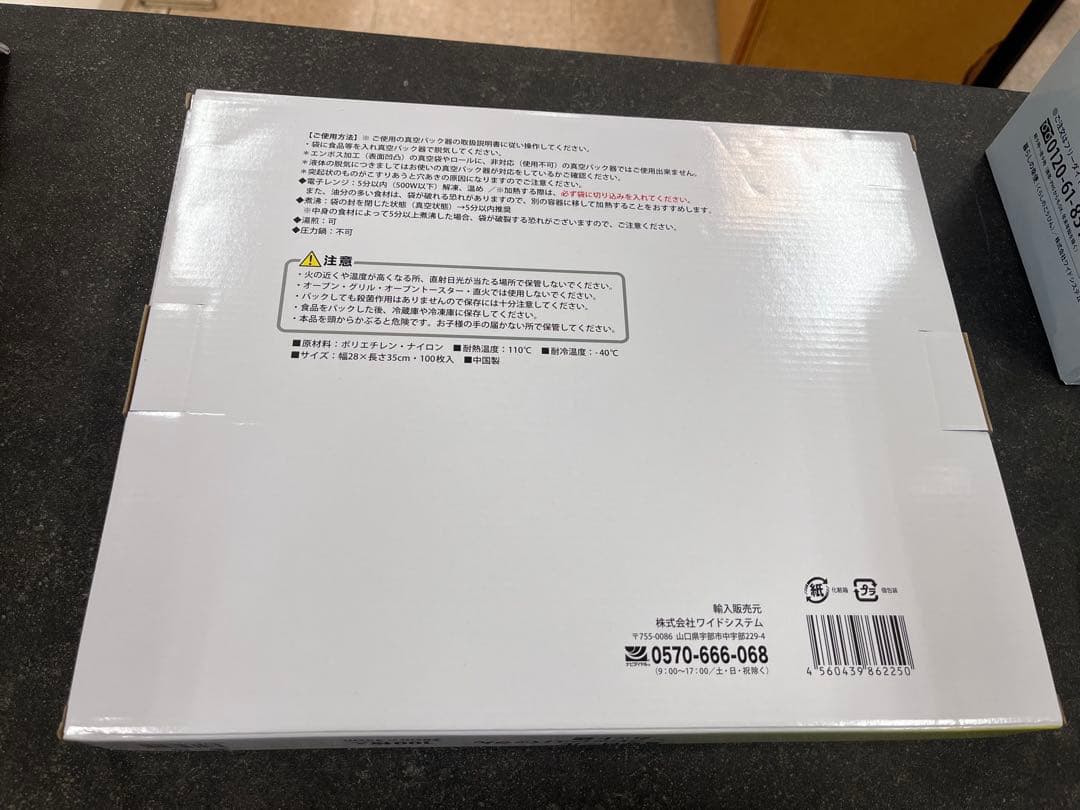 【ご使用方法】※ご使用の真空パック器の取扱説明書に従い操作してください。
・袋に食品等を入れ真空パック器で脱気してください。
＊エンボス加工（表面凹凸）の真空袋やロールに、非対応（使用不可）の真空パック器ではご使用出来ません。
＊液体の脱気につきましてはお使いの真空パック器が対応をしているかご確認ください。
＊突起状のものがこすりあうと穴あきの原因になりますのでご注意ください。
◆電子レンジ：5分以内（500W以下）解凍、温め ／※加熱する際は、必ず袋に切り込みを入れてください。
また、油分の多い食材は、袋が破れる恐れがありますので、別の容器に移して加熱することをおすすめします。
◆煮沸：袋の封を閉じた状態（真空状態）→5分以内推奨
※中身の食材によって5分以上煮沸した場合、袋が破裂する恐れがございますので、ご注意ください。
◆湯煎：可
◆圧力鍋：不可
注意
・火の近くや温度が高くなる所、直射日光が当たる場所で保管しないでください。
・オーブン・グリル・オーブントースター・直火では使用しないでください。
・パックしても殺菌作用はありませんので保存には十分注意してください。
・食品をパックした後、冷蔵庫や冷凍庫に保存してください。
・本品を頭からかぶると危険です。お子様の手の届かない所で保管してください。
■原材料：ポリエチレン・ナイロン ■耐熱温度：110℃ ■耐冷温度：-40℃
■サイズ：幅28×長さ35cm・100枚入 ■中国製
紙 化粧箱 プラ 個包装
輸入販売元
株式会社ワイドシステム
〒755-0086 山口県宇部市中宇部229-4
ナビダイヤル 0570-666-068
（9：00〜17：00／土・日・祝除く）
4 560439 862250
0120-61-89